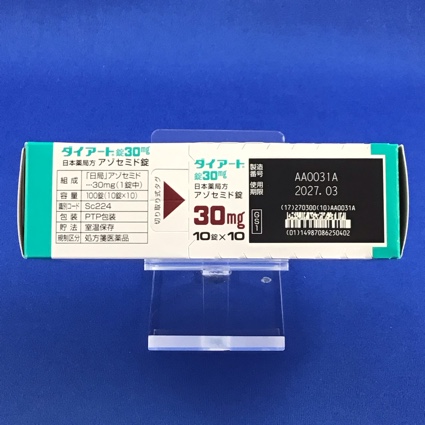 ダイアート®錠30mg
日本薬局方 アゾセミド錠
組成 「日局」アゾセミド
～30mg(1錠中)
容量 100錠(10錠×10)
識別コード Sc224
包装 PTP包装
貯法 室温保存
規制区分 処方箋医薬品
切り取り式タグ
ダイアート®
錠30mg
日本薬局方
アゾセミド錠
30mg
10錠×10
製造番号 AA0031A
使用期限 2027.03
GS1
(17)270300(10)AA0031A
(01)14987086250402